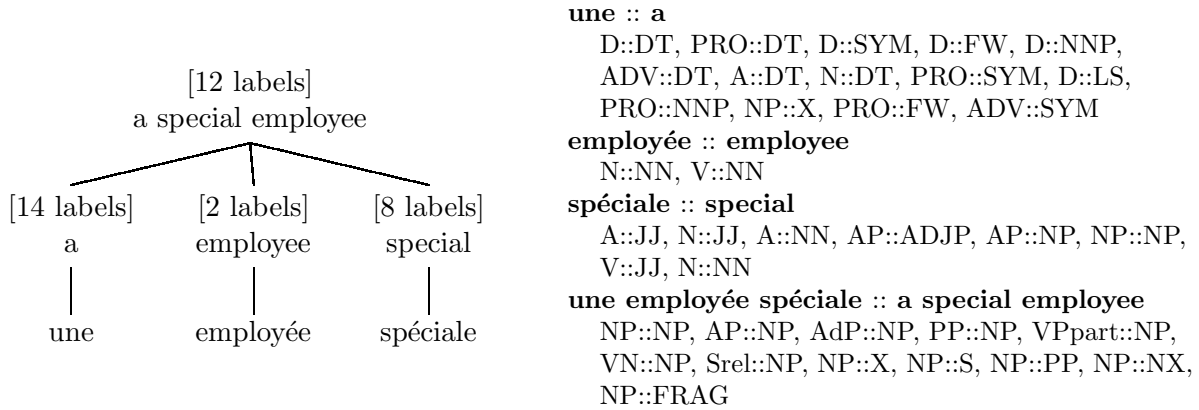 [12 labels]
a special employee
[14 labels] [2 labels] [8 labels]
a employee special
une employée spéciale
une :: a
D::DT, PRO::DT, D::SYM, D::FW, D::NNP,
ADV::DT, A::DT, N::DT, PRO::SYM, D::LS,
PRO::NNP, NP::X, PRO::FW, ADV::SYM
employée :: employee
N::NN, V::NN
spéciale :: special
A::JJ, N::JJ, A::NN, AP::ADJP, AP::NP, NP::NP,
V::JJ, N::NN
une employée spéciale :: a special employee
NP::NP, AP::NP, AdP::NP, PP::NP, VPpart::NP,
VN::NP, Srel::NP, NP::X, NP::S, NP::PP, NP::NX,
NP::FRAG